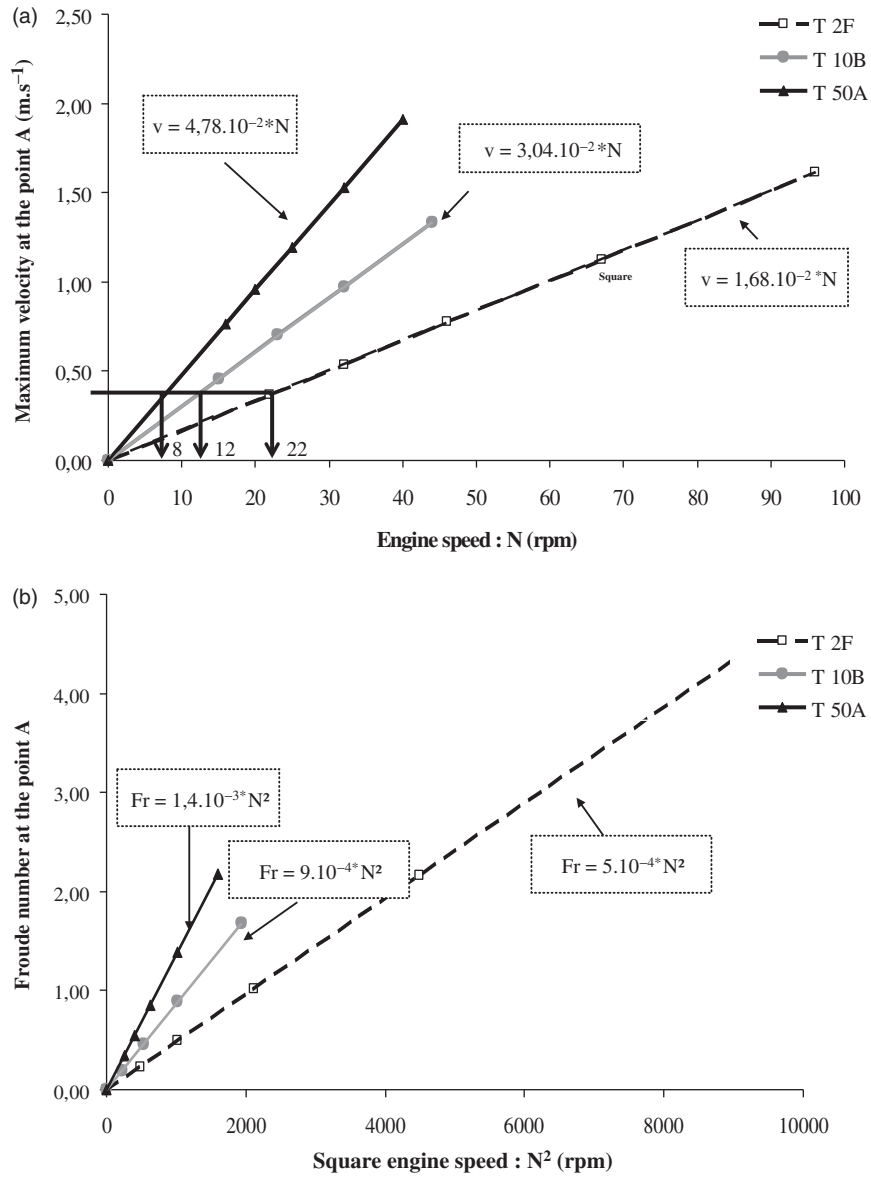 (a)
2,50
2,00
1,50
1,00
0,50
0,00
Maximum velocity at the point A (m.s⁻¹)
T 2F
T 10B
T 50A
v = 4,78.10⁻²*N
v = 3,04.10⁻²*N
v = 1,68.10⁻² *N
Square
8 12 22
0 10 20 30 40 50 60 70 80 90 100
Engine speed : N (rpm)
(b)
5,00
4,00
3,00
2,00
1,00
0,00
Froude number at the point A
T 2F
T 10B
T 50A
Fr = 1,4.10⁻³*N²
Fr = 9.10⁻⁴*N²
Fr = 5.10⁻⁴*N²
0 2000 4000 6000 8000 10000
Square engine speed : N² (rpm)